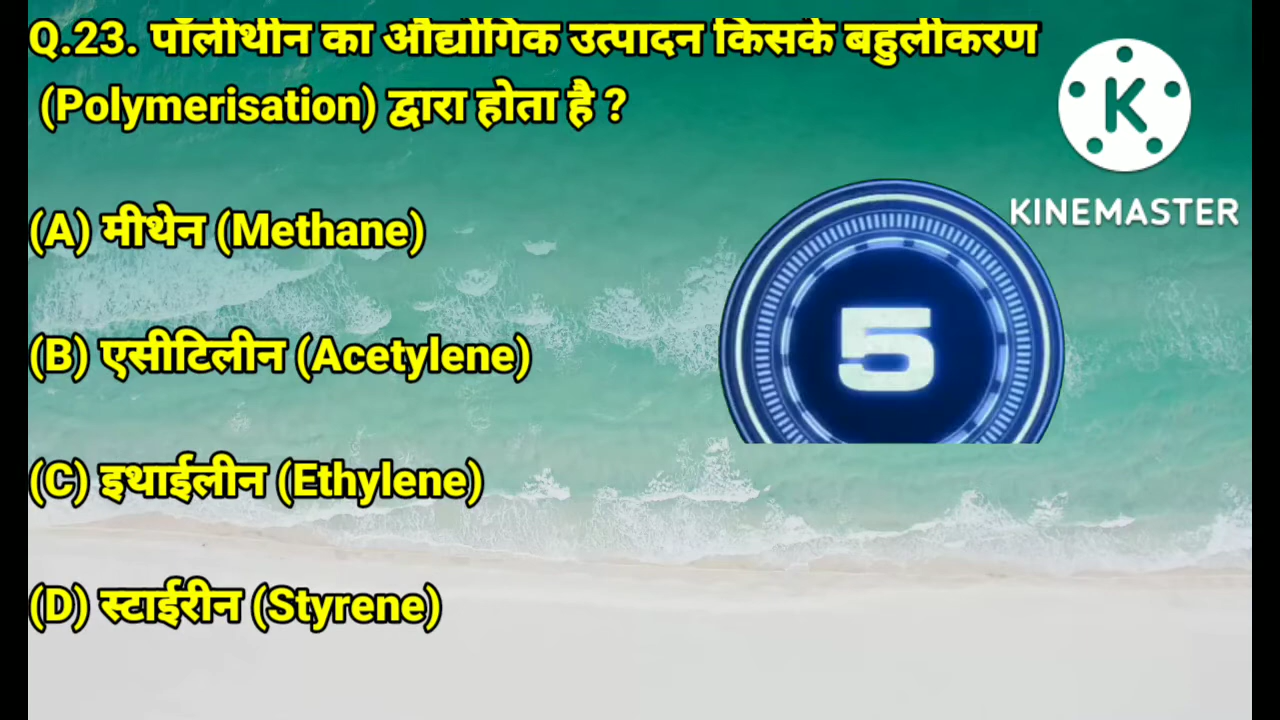 Q.23. पॉलीथीन का औद्योगिक उत्पादन किसके बहुलीकरण
(Polymerisation) द्वारा होता है ?
K
KINEMASTER
(A) मीथेन (Methane)
5
(B) एसीटिलीन (Acetylene)
(C) इथाईलीन (Ethylene)
(D) स्टाईरीन (Styrene)